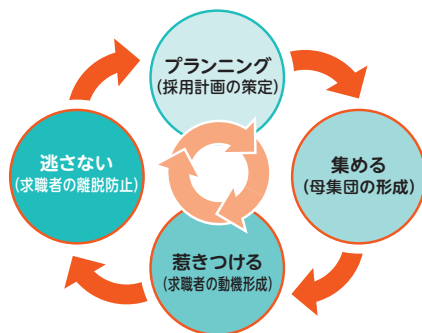 プランニング
(採用計画の策定)
集める
(母集団の形成)
惹きつける
(求職者の動機形成)
逃さない
(求職者の離脱防止)